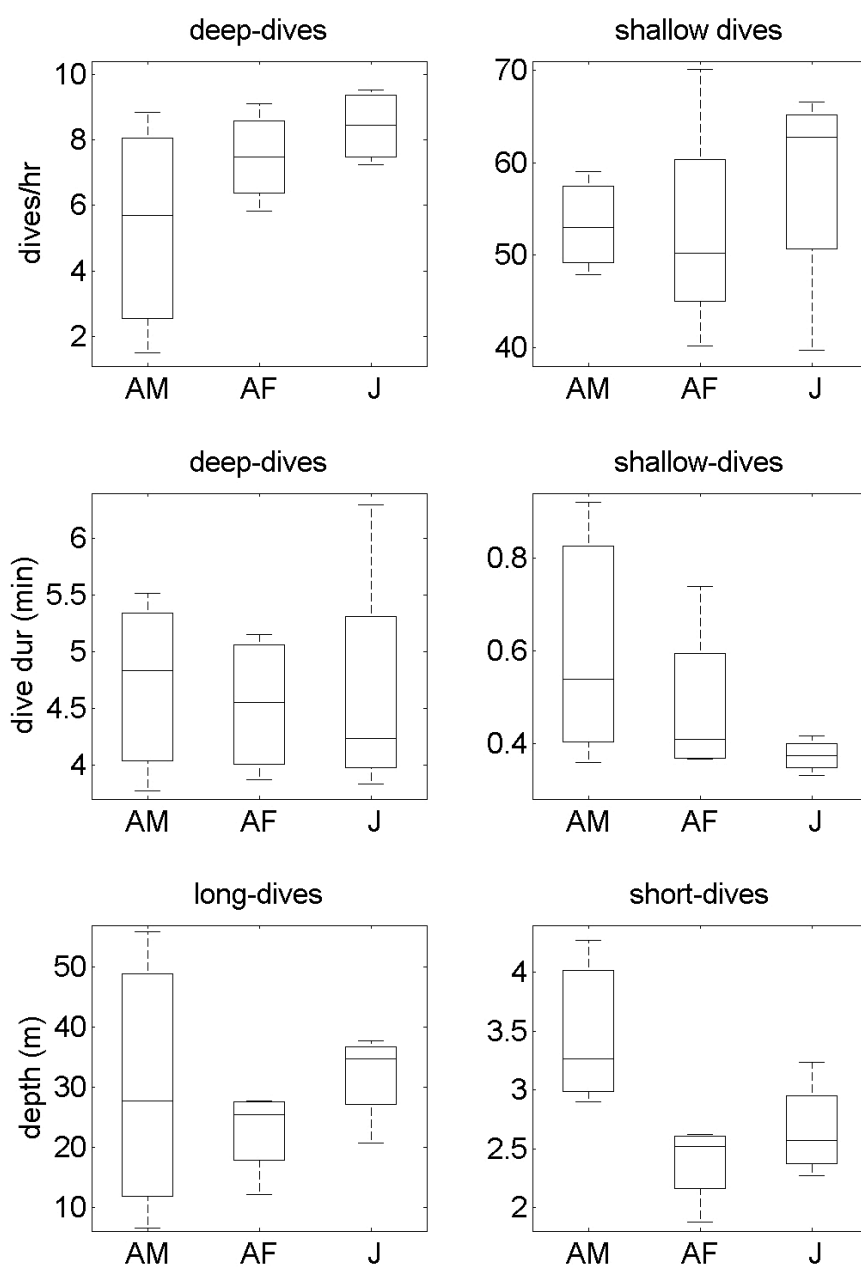 deep-dives
shallow dives
dives/hr
10
8
6
4
2
70
60
50
40
AM AF J
AM AF J
deep-dives
shallow-dives
dive dur (min)
6
5.5
5
4.5
4
0.8
0.6
0.4
AM AF J
AM AF J
long-dives
short-dives
depth (m)
50
40
30
20
10
4
3.5
3
2.5
2
AM AF J
AM AF J